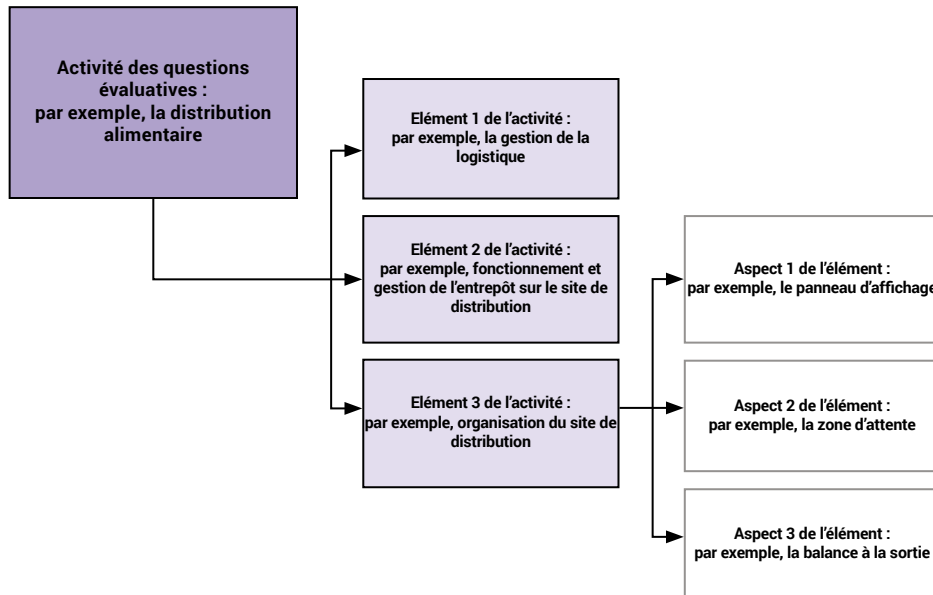 Activité des questions
évaluatives :
par exemple, la distribution
alimentaire
Elément 1 de l’activité :
par exemple, la gestion de la
logistique
Elément 2 de l’activité :
par exemple, fonctionnement et
gestion de l’entrepôt sur le site de
distribution
Elément 3 de l’activité :
par exemple, organisation du site de
distribution
Aspect 1 de l’élément :
par exemple, le panneau d’affichage
Aspect 2 de l’élément :
par exemple, la zone d’attente
Aspect 3 de l’élément :
par exemple, la balance à la sortie